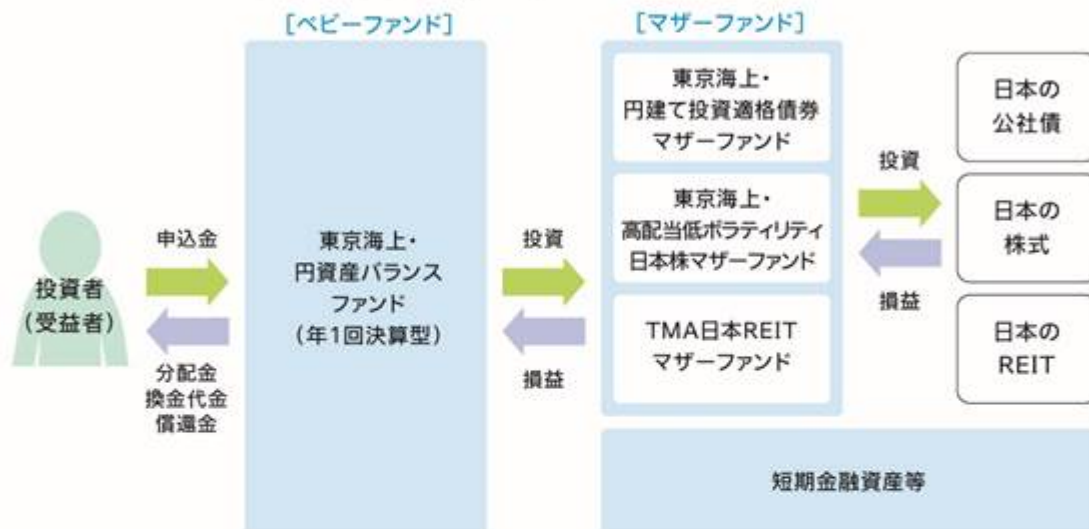 [ベビーファンド]
[マザーファンド]
投資者
(受益者)
申込金
分配金
換金代金
償還金
東京海上・
円資産バランス
ファンド
(年1回決算型)
投資
損益
東京海上・
円建て投資適格債券
マザーファンド
東京海上・
高配当低ボラティリティ
日本株マザーファンド
TMA日本REIT
マザーファンド
投資
損益
日本の
公社債
日本の
株式
日本の
REIT
短期金融資産等